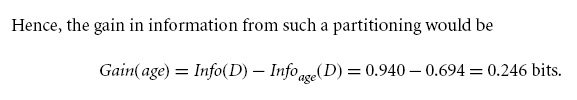 Hence, the gain in information from such a partitioning would be
Gain(age) = Info(D) − Info_age(D) = 0.940 − 0.694 = 0.246 bits.